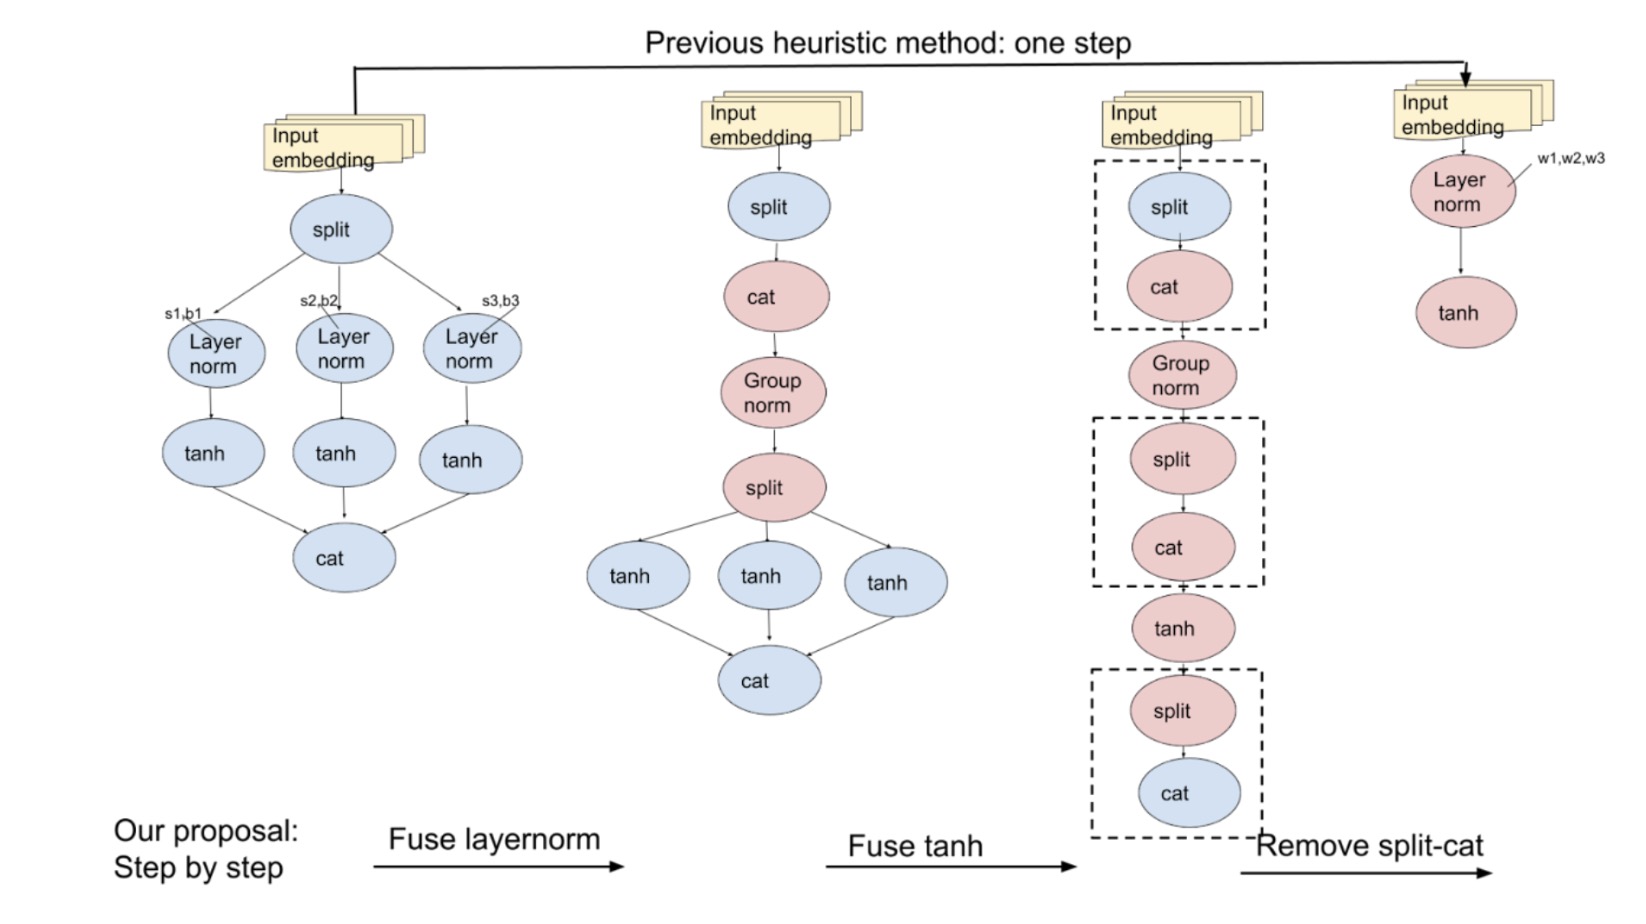 Previous heuristic method: one step
Input
embedding
split
s1,b1
s2,b2
s3,b3
Layer
norm
Layer
norm
Layer
norm
tanh
tanh
tanh
cat
Input
embedding
split
cat
Group
norm
split
tanh
tanh
tanh
cat
Input
embedding
split
cat
Group
norm
split
cat
tanh
split
cat
Input
embedding
w1,w2,w3
Layer
norm
tanh
Our proposal:
Step by step
Fuse layernorm
Fuse tanh
Remove split-cat